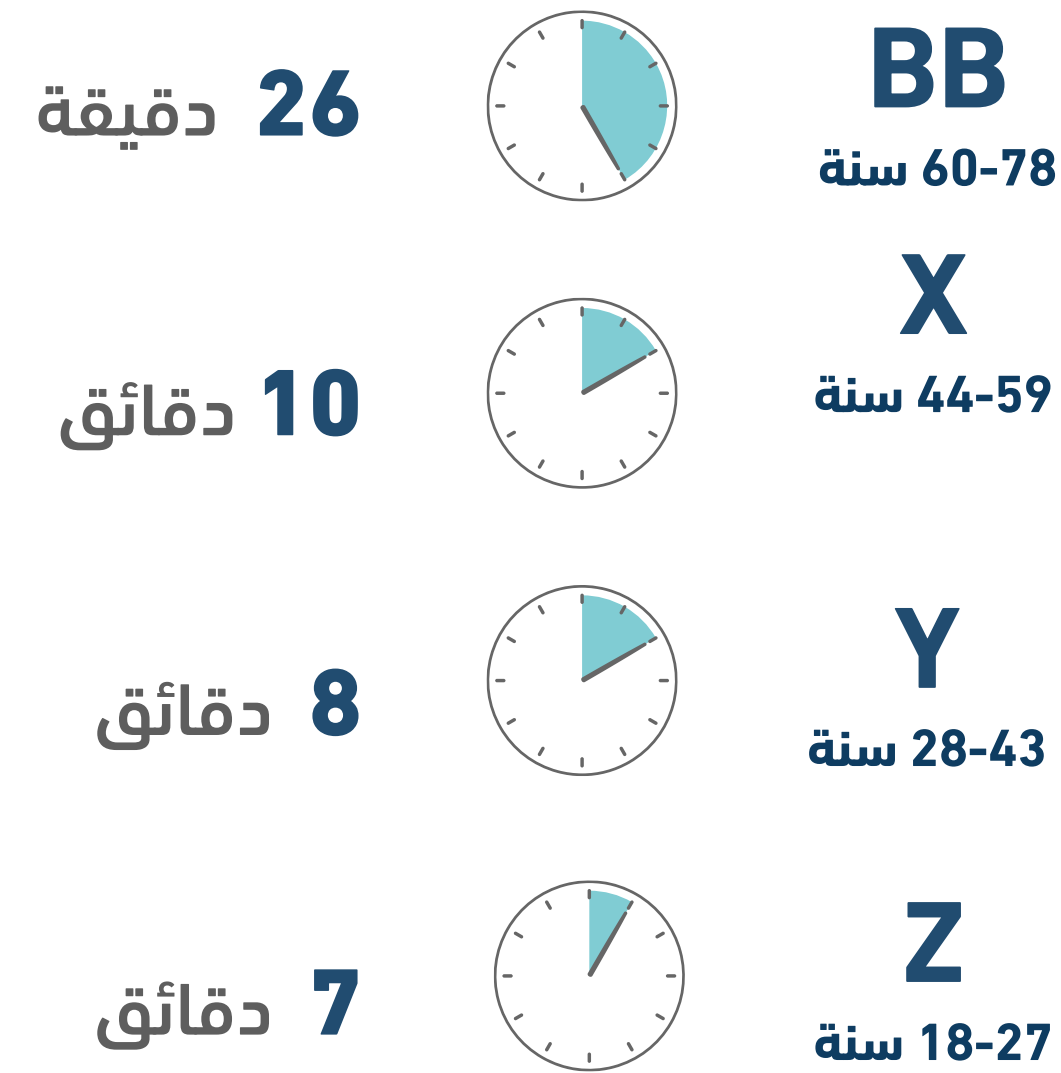 BB
60-78 سنة
26 دقيقة
X
44-59 سنة
10 دقائق
Y
28-43 سنة
8 دقائق
Z
18-27 سنة
7 دقائق